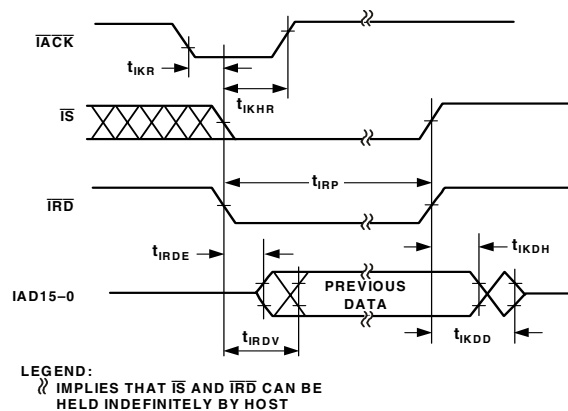 IACK
tIKR
tIKHR
IS
tIRP
IRD
tIRDE
tIKDH
IAD15-0
PREVIOUS
DATA
tIRDV
tIKDD
LEGEND:
IMPLIES THAT IS AND IRD CAN BE
HELD INDEFINITELY BY HOST